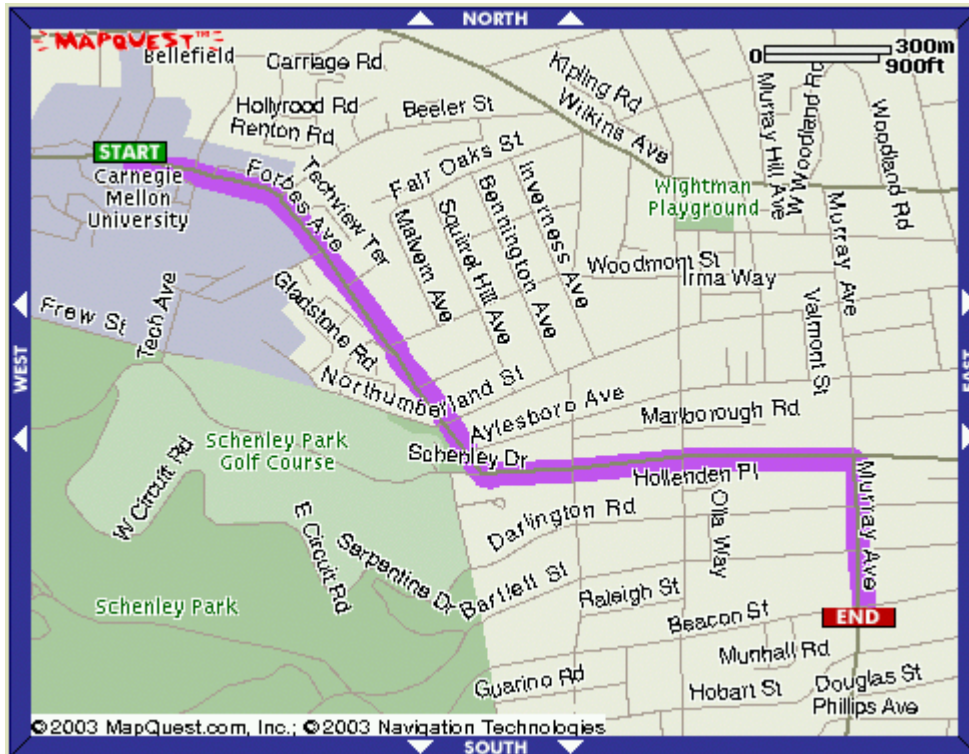 NORTH
MAPQUEST™
300m
0
900ft
Bellefield
Carriage Rd
Kipling Rd
Hollyrood Rd
Renton Rd
Beeler St
Wilkins Ave
Murray Hill Ave
W Woodland Rd
Woodland Rd
START
Carnegie
Mellon
University
Forbes Ave
Techview Ter
Fair Oaks St
Malvern Ave
Squirrel Hill Ave
Bennington Ave
Inverness Ave
Wightman
Playground
Murray Ave
Woodmont St
Irma Way
Valmont St
Tech Ave
Frew St
Gladstone Rd
Northumberland St
WEST
EAST
Aylesboro Ave
Marlborough Rd
Schenley Park
Golf Course
Schenley Dr
Hollenden Pl
W Circuit Rd
E Circuit Rd
Serpentine Dr
Darlington Rd
Olla Way
Murray Ave
Bartlett St
Raleigh St
Schenley Park
Beacon St
END
Munhall Rd
Guarino Rd
Hobart St
Douglas St
Phillips Ave
©2003 MapQuest.com, Inc.; ©2003 Navigation Technologies
SOUTH